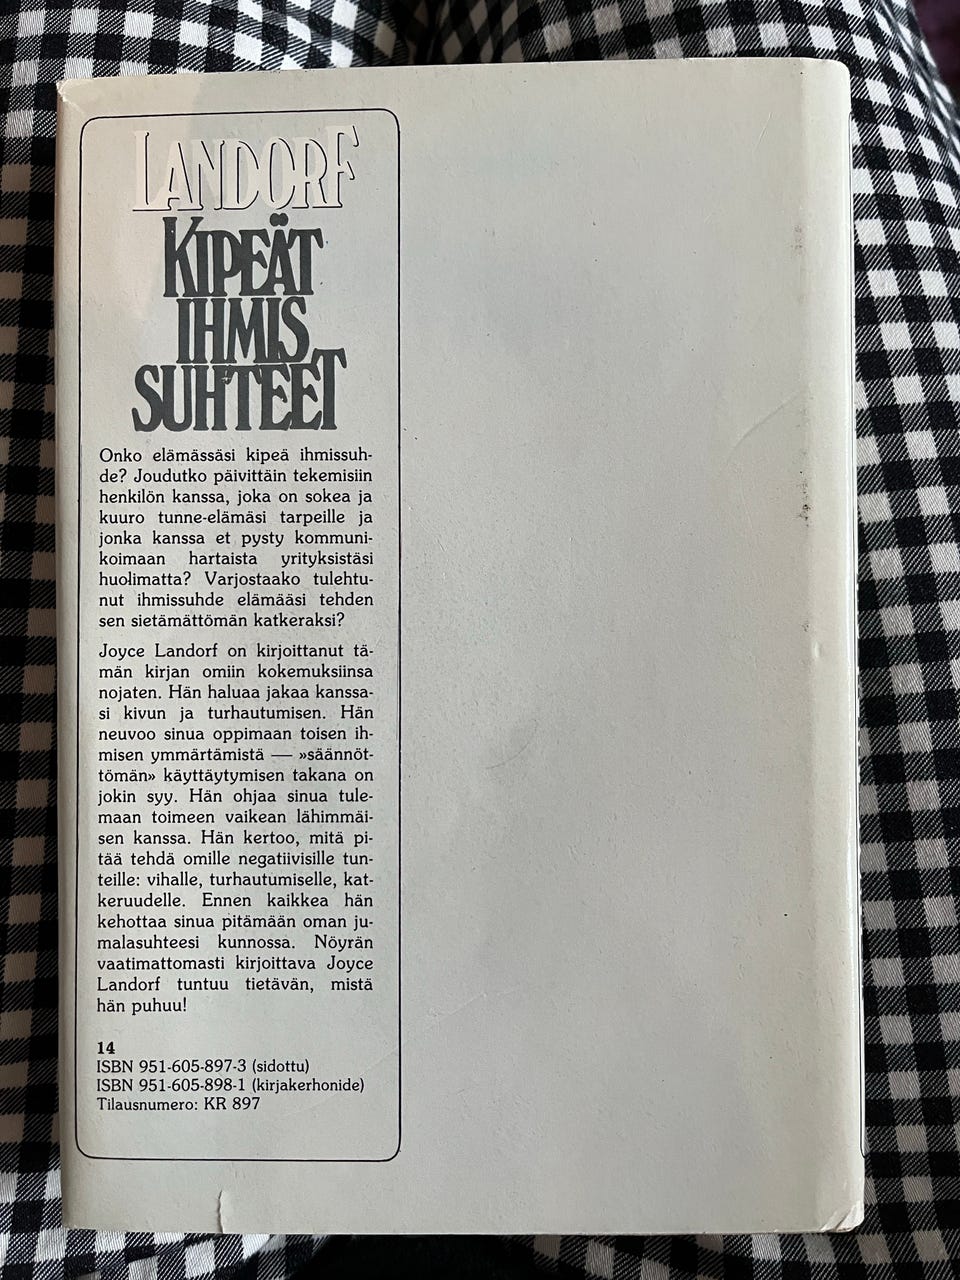 LANDORF
KIPEÄT
IHMIS
SUHTEET
Onko elämässäsi kipeä ihmissuh-
de? Joudutko päivittäin tekemisiin
henkilön kanssa, joka on sokea ja
kuuro tunne-elämäsi tarpeille ja
jonka kanssa et pysty kommuni-
koimaan hartaista yrityksistäsi
huolimatta? Varjostaako tulehtu-
nut ihmissuhde elämääsi tehden
sen sietämättömän katkeraksi?
Joyce Landorf on kirjoittanut tä-
män kirjan omiin kokemuksiinsa
nojaten. Hän haluaa jakaa kanssa-
si kivun ja turhautumisen. Hän
neuvoo sinua oppimaan toisen ih-
misen ymmärtämistä — »säännöt-
tömän» käyttäytymisen takana on
jokin syy. Hän ohjaa sinua tule-
maan toimeen vaikean lähimmäi-
sen kanssa. Hän kertoo, mitä pi-
tää tehdä omille negatiivisille tun-
teille: vihalle, turhautumiselle, kat-
keruudelle. Ennen kaikkea hän
kehottaa sinua pitämään oman ju-
malasuhteesi kunnossa. Nöyrän
vaatimattomasti kirjoittava Joyce
Landorf tuntuu tietävän, mistä
hän puhuu!
14
ISBN 951-605-897-3 (sidottu)
ISBN 951-605-898-1 (kirjakerhonide)
Tilausnumero: KR 897